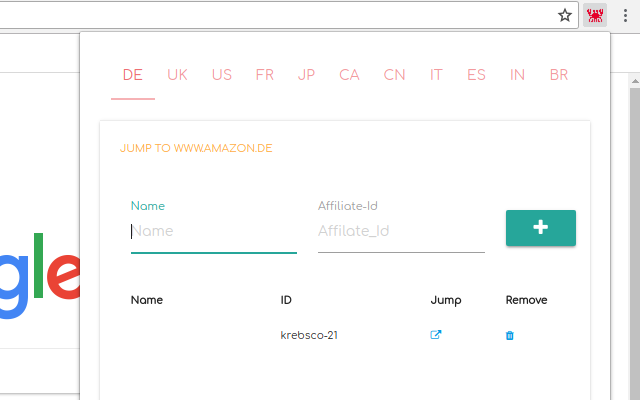 DE UK US FR JP CA CN IT ES IN BR
JUMP TO WWW.AMAZON.DE
Name Affiliate-Id
Name Affilate_Id
Name ID Jump Remove
krebsco-21
gle